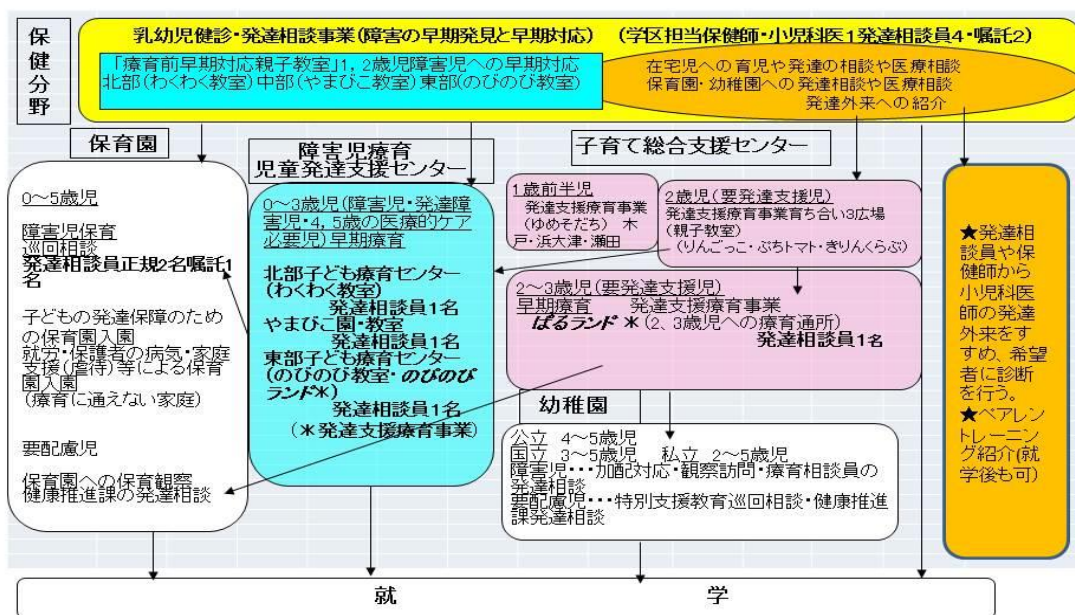 保健分野
乳幼児健診・発達相談事業(障害の早期発見と早期対応) (学区担当保健師・小児科医1発達相談員4・嘱託2)
「療育前早期対応親子教室」1, 2歳児障害児への早期対応
北部(わくわく教室)中部(やまびこ教室)東部(のびのび教室)
在宅児への育児や発達の相談や医療相談
保育園・幼稚園への発達相談や医療相談
発達外来への紹介
保育園
0～5歳児
障害児保育
巡回相談
発達相談員正規2名嘱託1
名
子どもの発達保障のため
の保育園入園
就労・保護者の病気・家庭
支援(虐待)等による保育
園入園
(療育に通えない家庭)
要配慮児
保育園への保育観察
健康推進課の発達相談
障害児療育
児童発達支援センター
0～3歳児(障害児・発達障
害児・4, 5歳の医療的ケア
必要児)早期療育
北部子ども療育センター
(わくわく教室)
発達相談員1名
やまびこ園・教室
発達相談員1名
東部子ども療育センター
(のびのび教室・のびのび
ランド＊)
発達相談員1名
(＊発達支援療育事業)
子育て総合支援センター
1歳前半児
発達支援療育事業
(ゆめそだち) 木
戸・浜大津・瀬田
2歳児(要発達支援児)
発達支援療育事業育ち合い3広場
(親子教室)
(りんごっこ・ぷちトマト・きりんくらぶ)
2～3歳児(要発達支援児)
早期療育 発達支援療育事業
ぱるランド ＊(2、3歳児への療育通所)
発達相談員1名
幼稚園
公立 4～5歳児
国立 3～5歳児 私立 2～5歳児
障害児・・・加配対応・観察訪問・療育相談員の
発達相談
要配慮児・・・特別支援教育巡回相談・健康推進
課発達相談
★発達相
談員や保
健師から
小児科医
師の発達
外来をす
すめ、希望
者に診断
を行う。
★ペアレン
トトレーニン
グ紹介(就
学後も可)
就 学